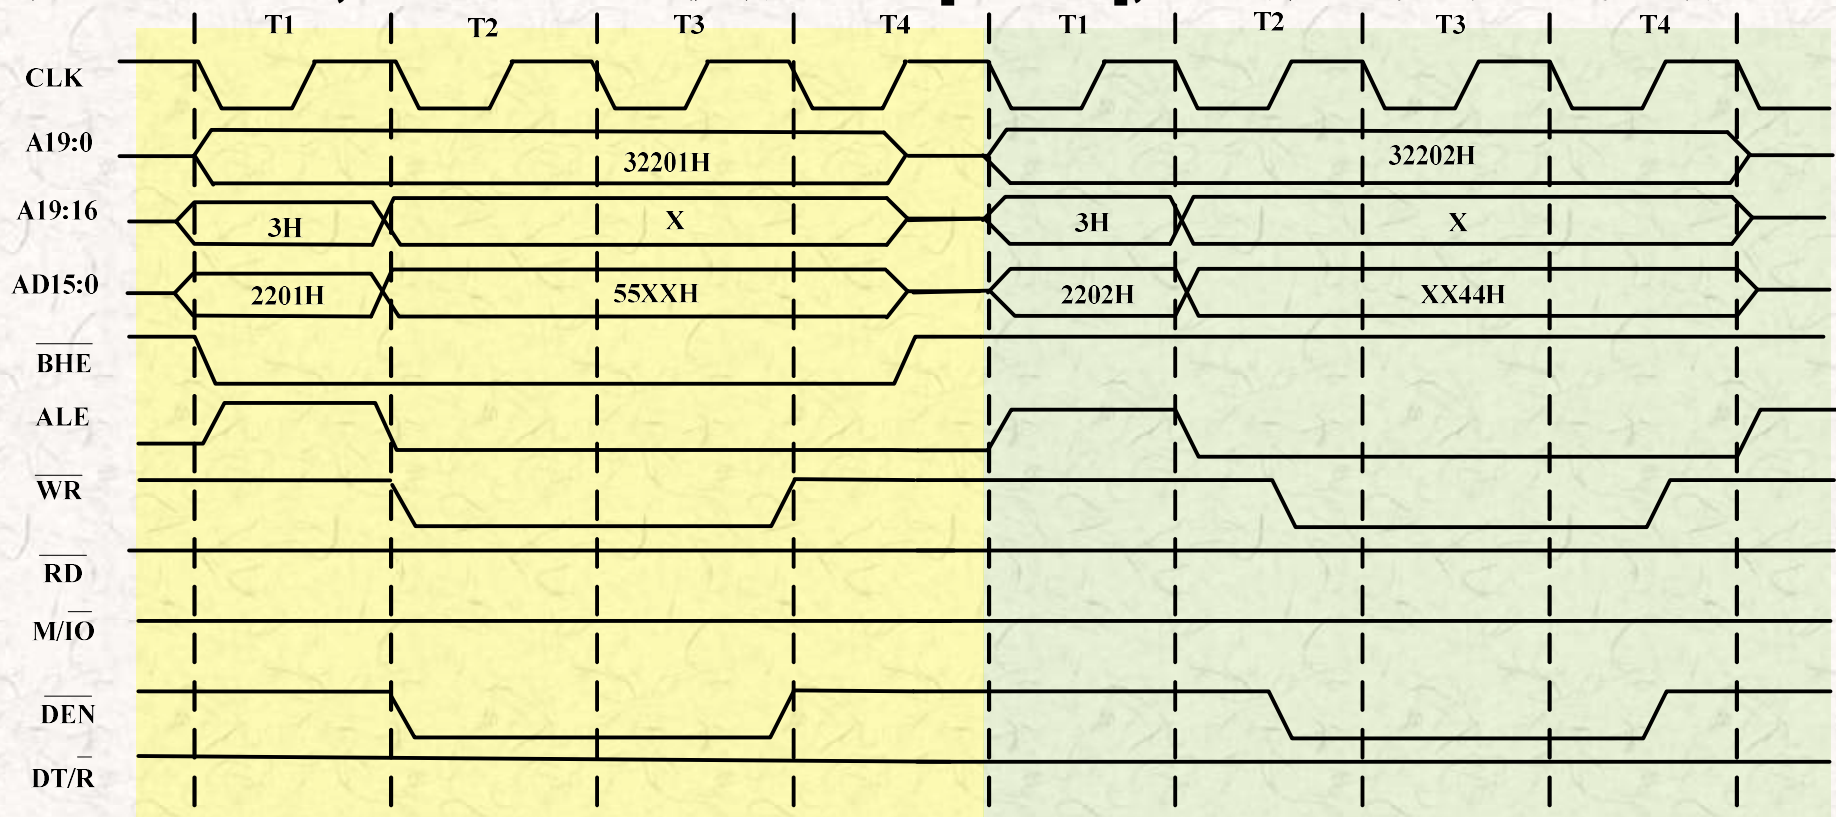 T1 T2 T3 T4 T1 T2 T3 T4
CLK
A19:0 32201H 32202H
A19:16 3H X 3H X
AD15:0 2201H 55XXH 2202H XX44H
BHE
ALE
WR
RD
M/IO
DEN
DT/R